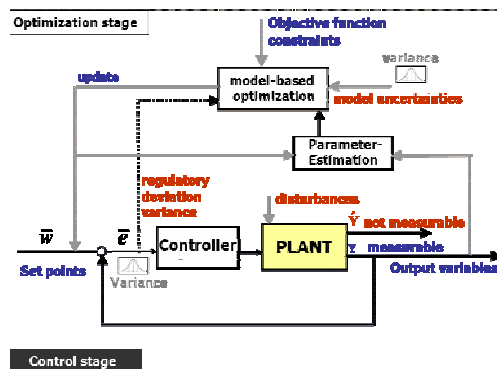 Optimization stage
Objective function
constraints
variance
update
model-based
optimization
model uncertainties
Parameter-
Estimation
regulatory
deviation
variance
disturbances
w̅
e̅
Ŷ not measurable
Controller
PLANT
Y measurable
Set points
Variance
Output variables
Control stage